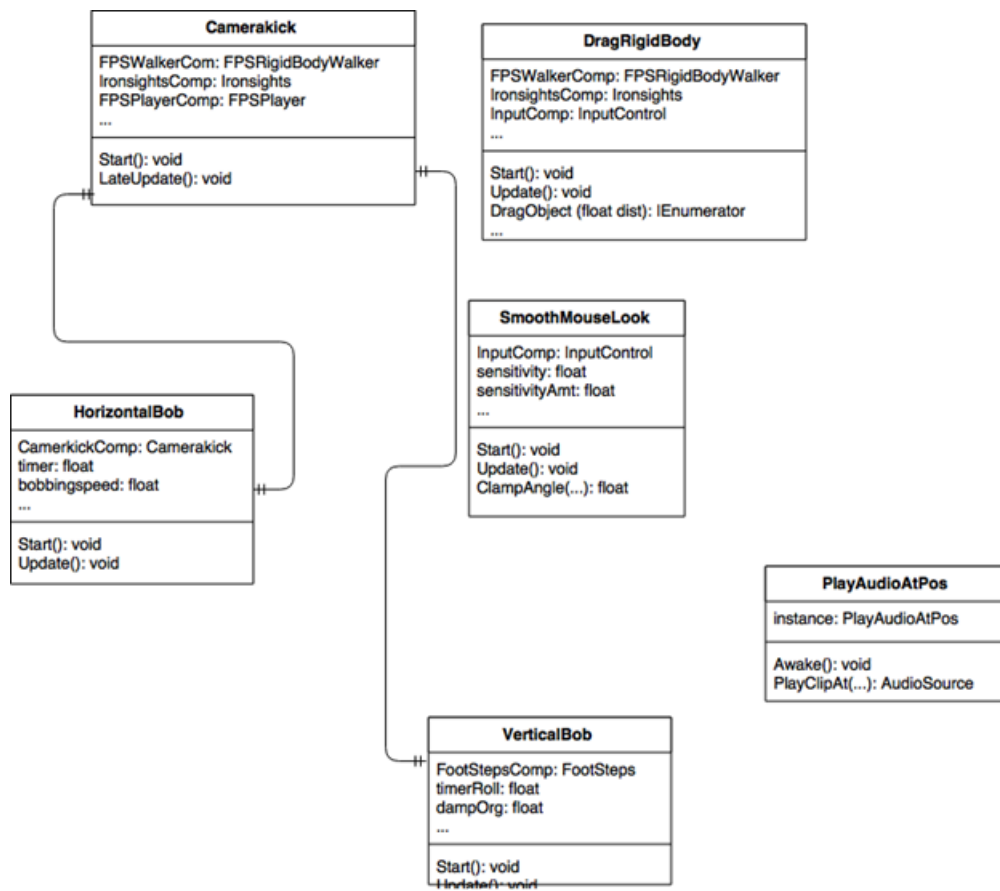 Camerakick
FPSWalkerCom: FPSRigidBodyWalker
IronsightsComp: Ironsights
FPSPlayerComp: FPSPlayer
...
Start(): void
LateUpdate(): void
DragRigidBody
FPSWalkerComp: FPSRigidBodyWalker
IronsightsComp: Ironsights
InputComp: InputControl
...
Start(): void
Update(): void
DragObject (float dist): IEnumerator
...
SmoothMouseLook
InputComp: InputControl
sensitivity: float
sensitivityAmt: float
...
Start(): void
Update(): void
ClampAngle(...): float
HorizontalBob
CamerkickComp: Camerakick
timer: float
bobbingspeed: float
...
Start(): void
Update(): void
PlayAudioAtPos
instance: PlayAudioAtPos
Awake(): void
PlayClipAt(...): AudioSource
VerticalBob
FootStepsComp: FootSteps
timerRoll: float
dampOrg: float
...
Start(): void
Update(): void